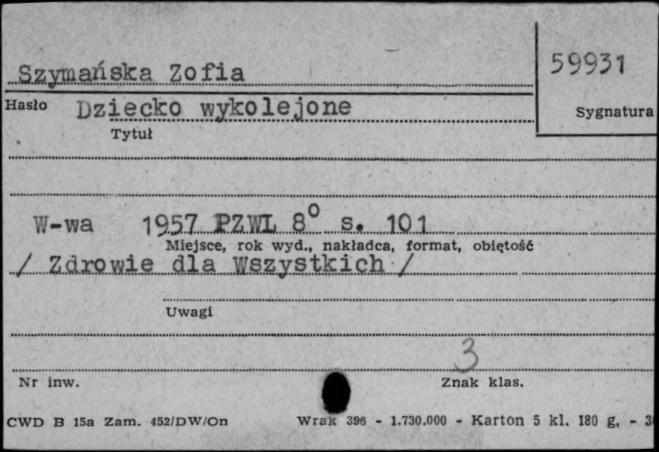 Szymańska Zofia
59931
Hasło Dziecko wykolejone
Sygnatura
Tytuł
W-wa 1957 PZWL 8° s. 101
Miejsce, rok wyd., nakładca, format, objętość
/ Zdrowie dla Wszystkich /
Uwagi
3
Nr inw. Znak klas.
CWD B 15a Zam. 452/DW/On Wrak 396 - 1.730.000 - Karton 5 kl. 180 g, -